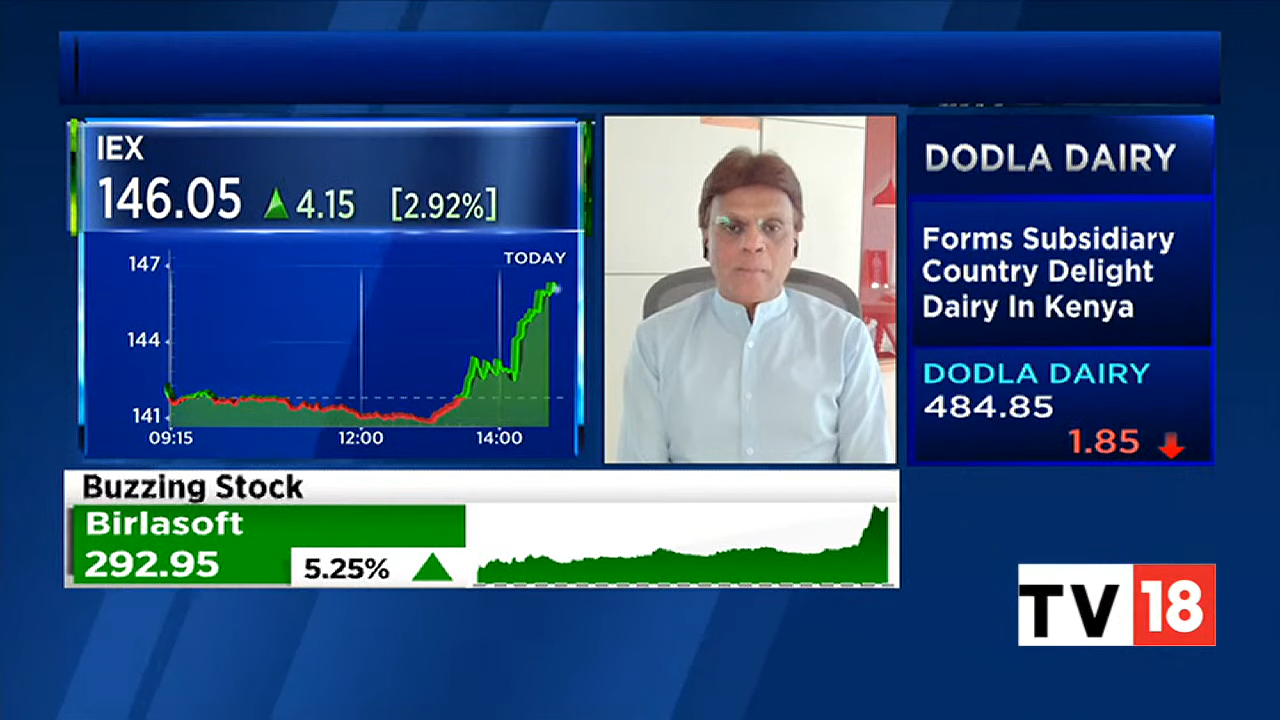 IEX
146.05 ▲ 4.15 [2.92%]
TODAY
147
144
141
09:15 12:00 14:00
DODLA DAIRY
Forms Subsidiary
Country Delight
Dairy In Kenya
DODLA DAIRY
484.85
1.85
Buzzing Stock
Birlasoft
292.95
5.25%
TV18